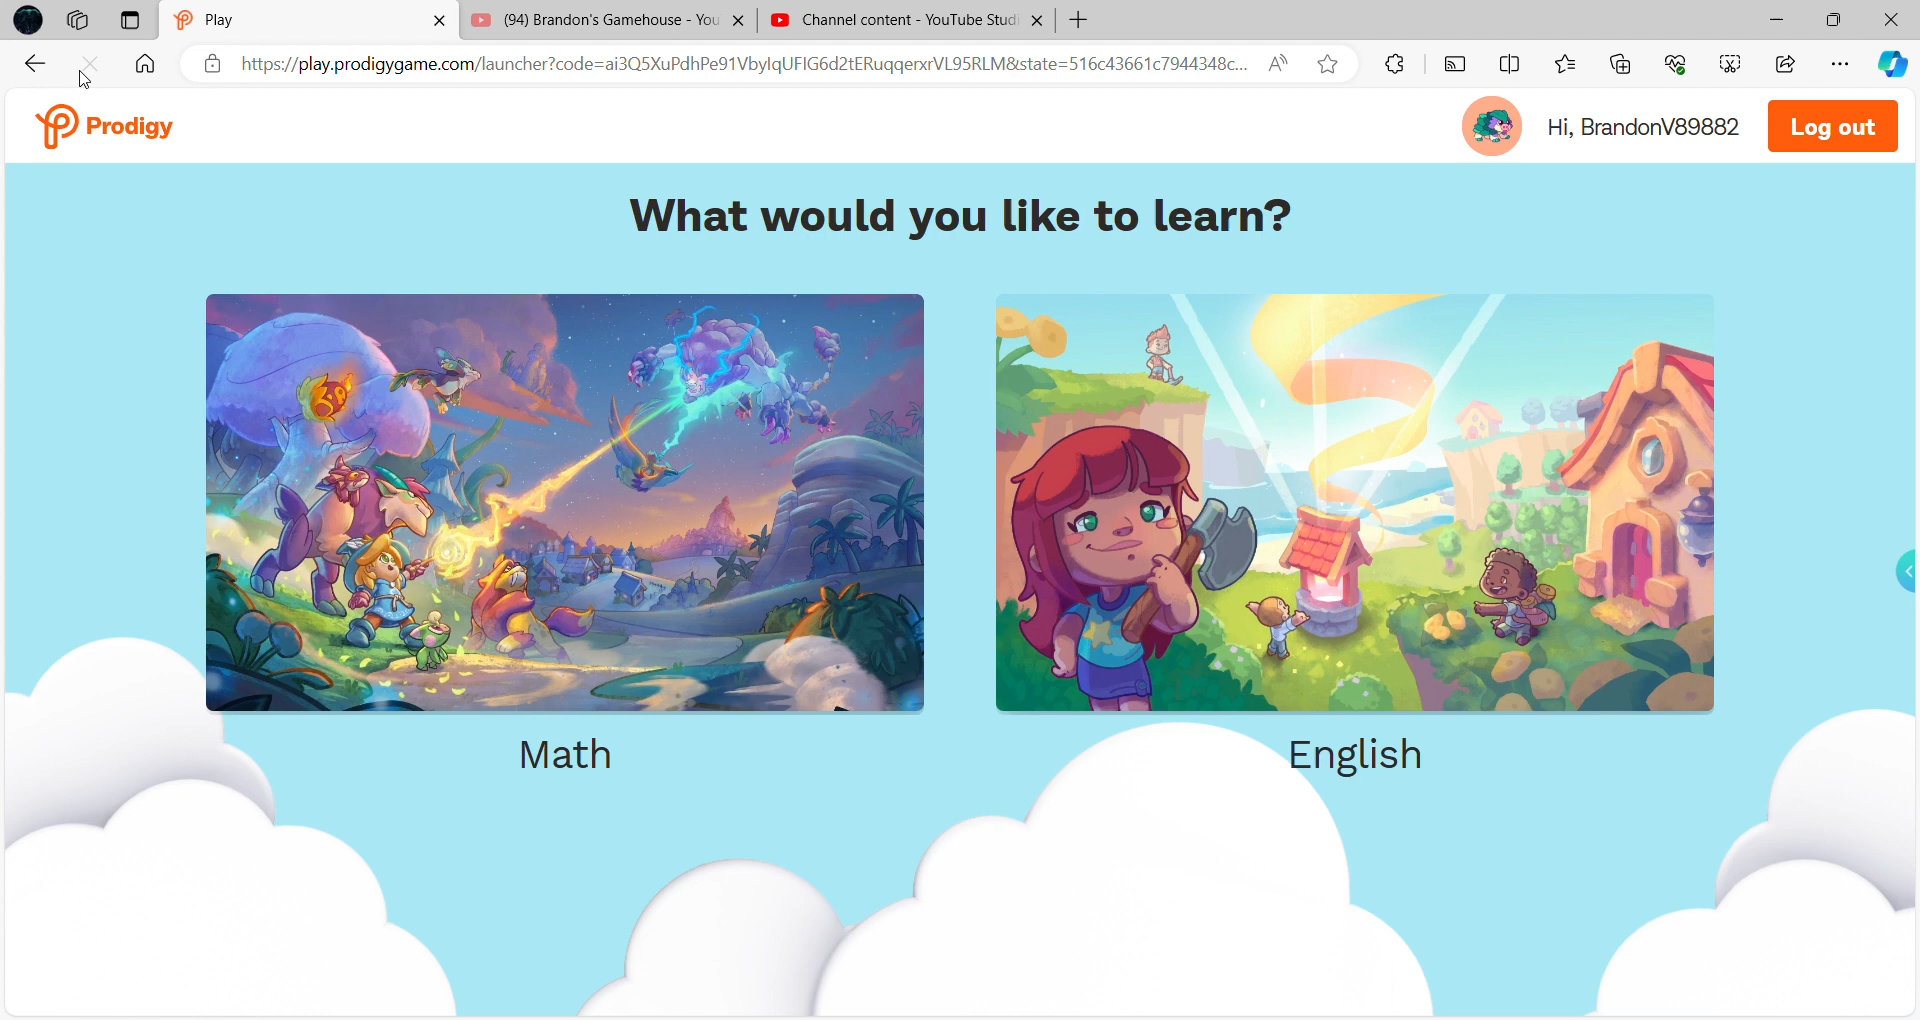 Play
(94) Brandon's Gamehouse - You
Channel content - YouTube Studi
https://play.prodigygame.com/launcher?code=ai3Q5XuPdhPe91VbylqUFIG6d2tERuqqerxrVL95RLM&state=516c43661c7944348c...
Prodigy
Hi, BrandonV89882
Log out
What would you like to learn?
Math
English